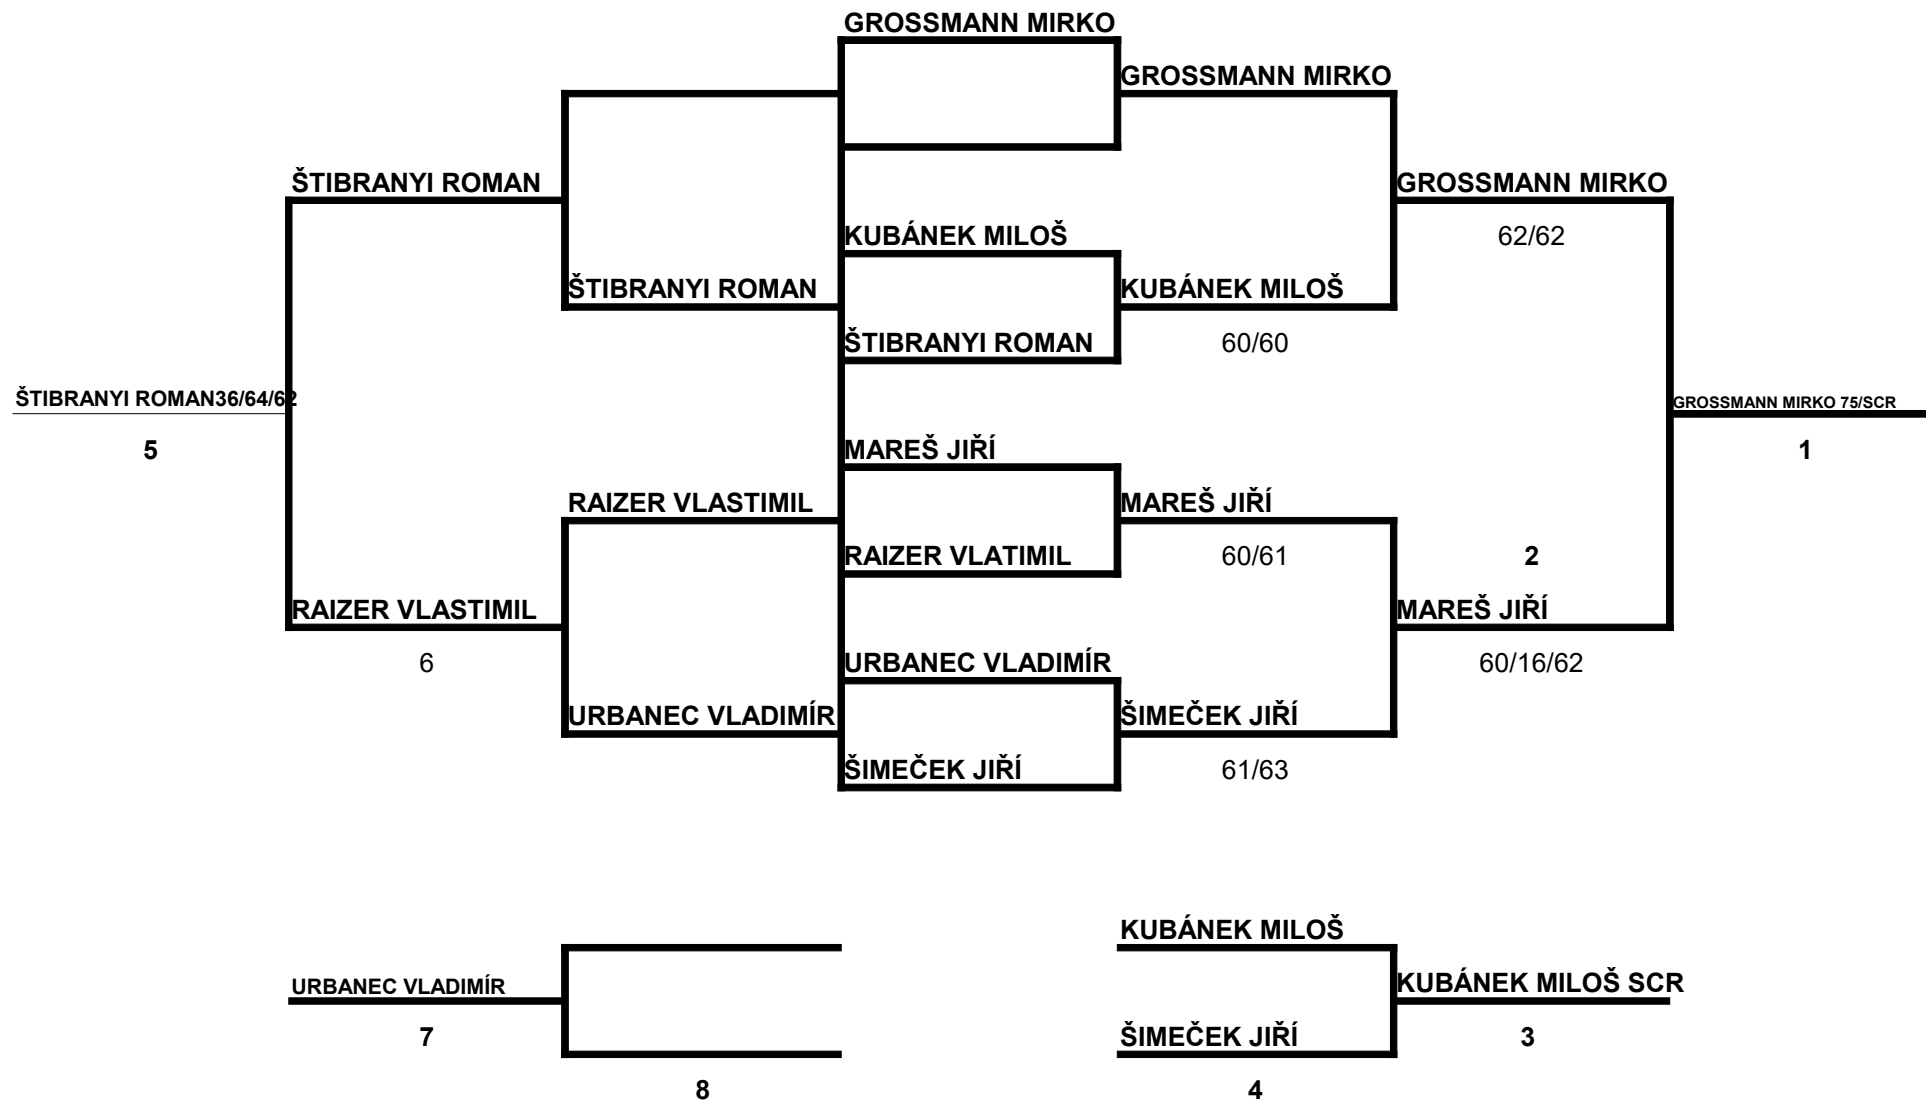 GROSSMANN MIRKO
GROSSMANN MIRKO
ŠTIBRANYI ROMAN
GROSSMANN MIRKO
KUBÁNEK MILOŠ
62/62
ŠTIBRANYI ROMAN
KUBÁNEK MILOŠ
ŠTIBRANYI ROMAN
60/60
ŠTIBRANYI ROMAN36/64/62
GROSSMANN MIRKO 75/SCR
5
MAREŠ JIŘÍ
1
RAIZER VLASTIMIL
MAREŠ JIŘÍ
RAIZER VLATIMIL
60/61
2
RAIZER VLASTIMIL
MAREŠ JIŘÍ
6
URBANEC VLADIMÍR
60/16/62
URBANEC VLADIMÍR
ŠIMEČEK JIŘÍ
ŠIMEČEK JIŘÍ
61/63
KUBÁNEK MILOŠ
URBANEC VLADIMÍR
KUBÁNEK MILOŠ SCR
7
ŠIMEČEK JIŘÍ
3
8
4